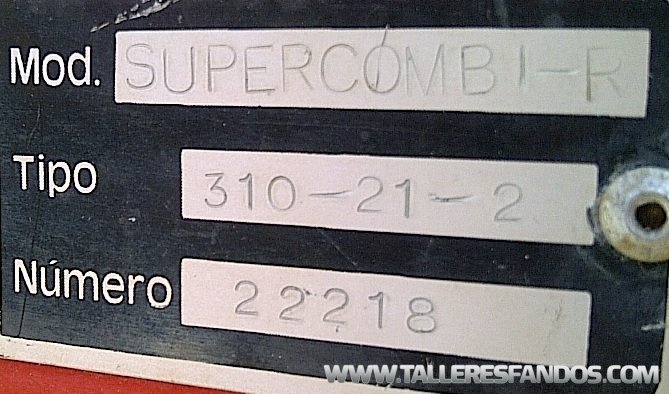 Mod. SUPERCOMBI-R
Tipo 310-21-2
Número 22218
WWW.TALLERESFANDOS.COM